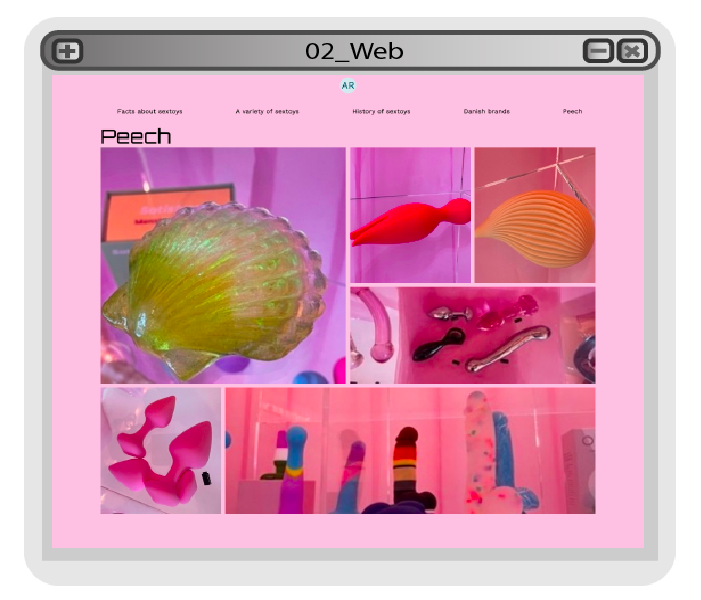 02_Web
AR
Facts about sextoys A variety of sextoys History of sextoys Danish brands Peech
Peech